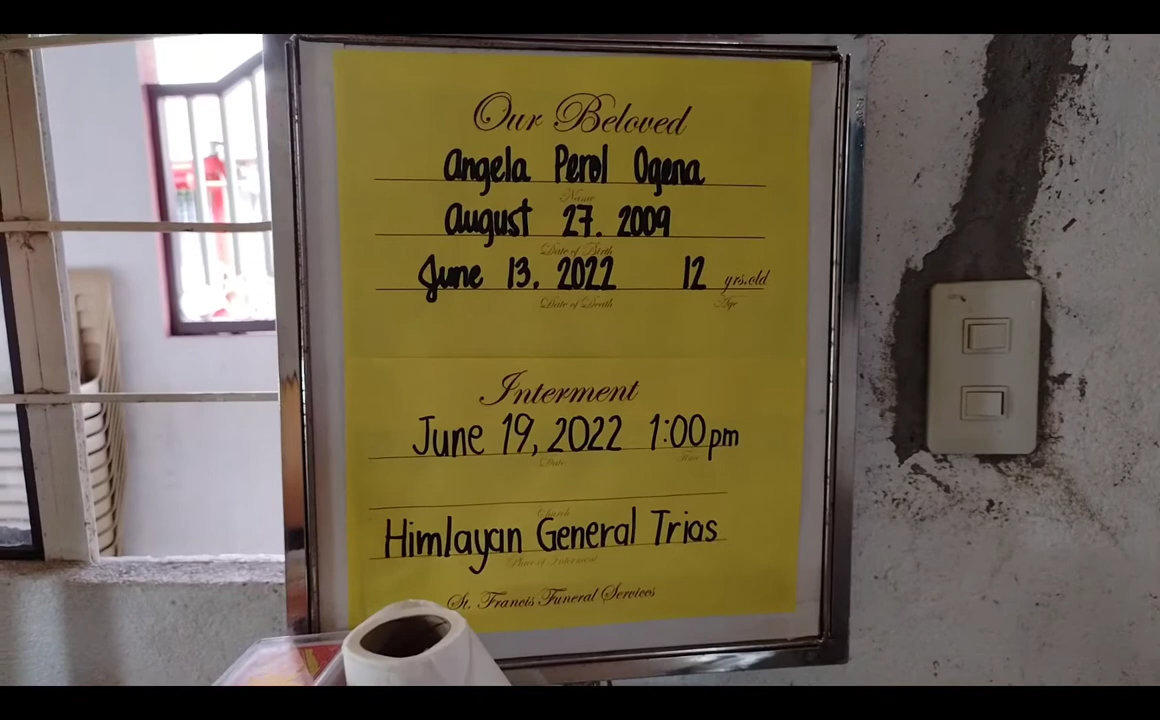 Our Beloved
Angela Perol Ogena
Name
August 27. 2009
Date of Birth
June 13. 2022 12 yrs.old
Date of Death Age
Interment
June 19, 2022 1:00 pm
Date Time
Church
Himlayan General Trias
Place of Interment
St. Francis Funeral Services